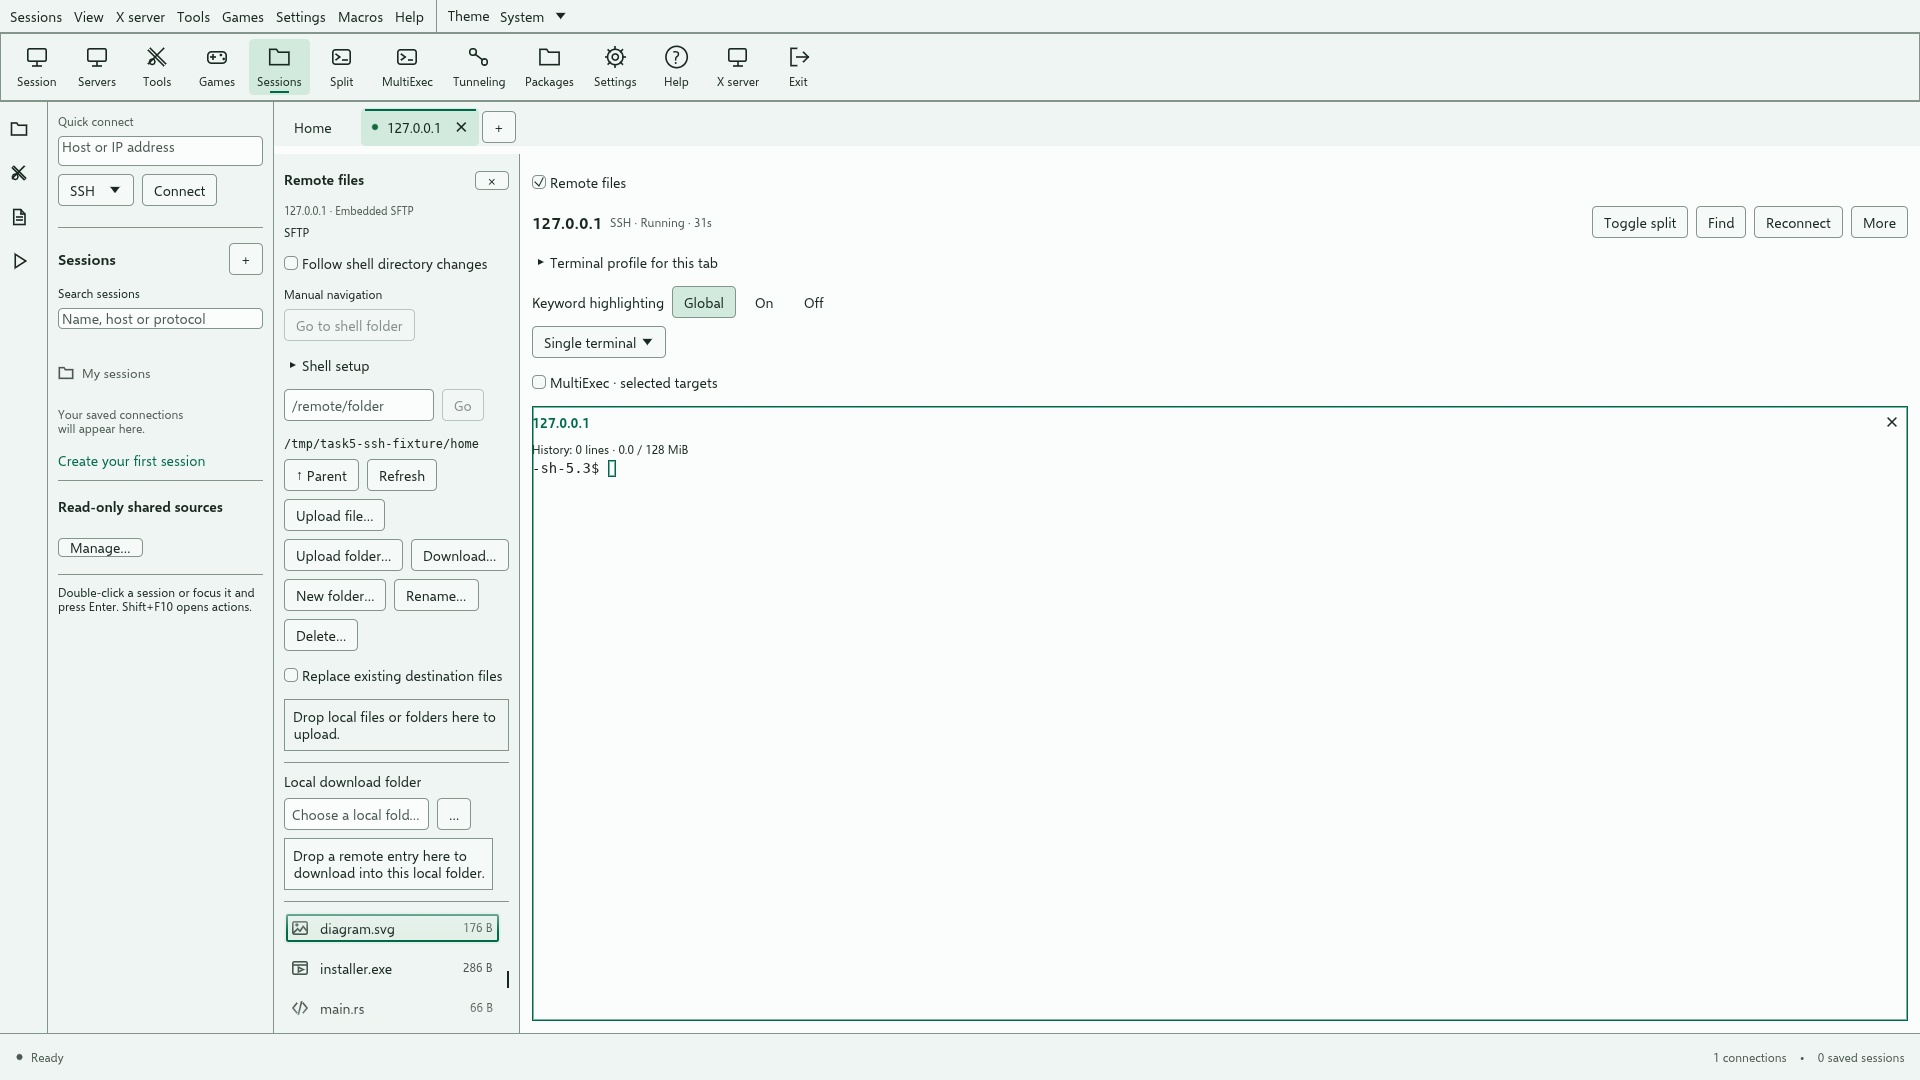 Sessions View X server Tools Games Settings Macros Help Theme System
Session Servers Tools Games Sessions Split MultiExec Tunneling Packages Settings Help X server Exit
Quick connect
Host or IP address
SSH Connect
Sessions +
Search sessions
Name, host or protocol
My sessions
Your saved connections
will appear here.
Create your first session
Read-only shared sources
Manage...
Double-click a session or focus it and
press Enter. Shift+F10 opens actions.
Home 127.0.0.1 +
Remote files
127.0.0.1 · Embedded SFTP
SFTP
Follow shell directory changes
Manual navigation
Go to shell folder
Shell setup
/remote/folder Go
/tmp/task5-ssh-fixture/home
↑ Parent Refresh
Upload file...
Upload folder... Download...
New folder... Rename...
Delete...
Replace existing destination files
Drop local files or folders here to
upload.
Local download folder
Choose a local fold... ...
Drop a remote entry here to
download into this local folder.
diagram.svg 176 B
installer.exe 286 B
main.rs 66 B
Remote files
127.0.0.1 SSH · Running · 31s Toggle split Find Reconnect More
Terminal profile for this tab
Keyword highlighting Global On Off
Single terminal
MultiExec · selected targets
127.0.0.1
History: 0 lines · 0.0 / 128 MiB
-sh-5.3$
Ready 1 connections • 0 saved sessions